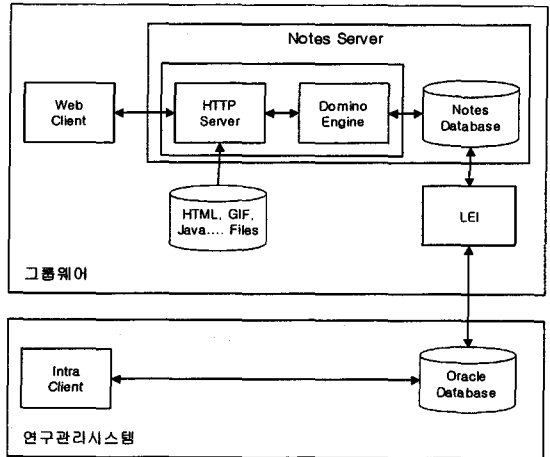 Notes Server
Web
Client
HTTP
Server
Domino
Engine
Notes
Database
HTML, GIF,
Java.... Files
LEI
그룹웨어
Intra
Client
Oracle
Database
연구관리시스템